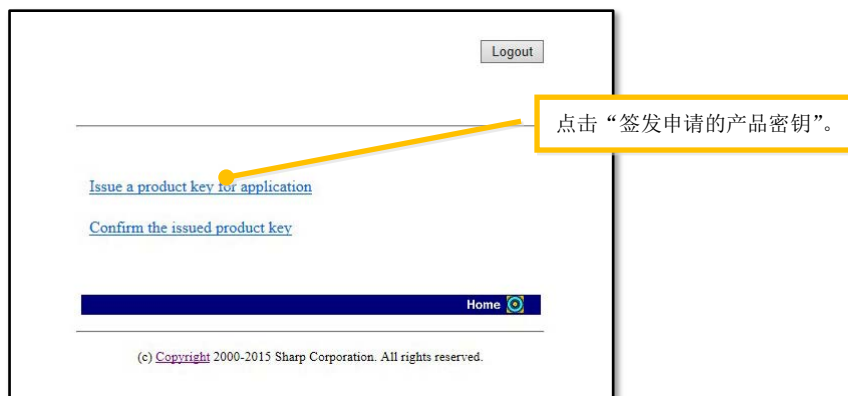 Logout
点击“签发申请的产品密钥”。
Issue a product key for application
Confirm the issued product key
Home
(c) Copyright 2000-2015 Sharp Corporation. All rights reserved.